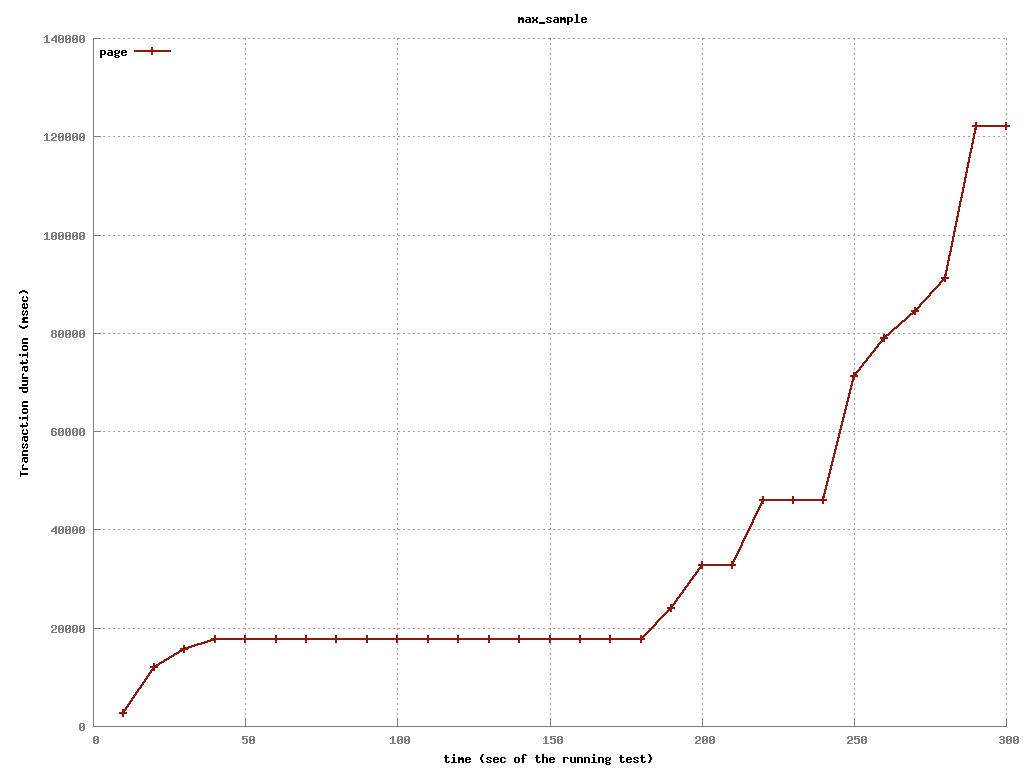 max_sample
page
140000
120000
100000
80000
60000
40000
20000
0
Transaction duration (msec)
0 50 100 150 200 250 300
time (sec of the running test)